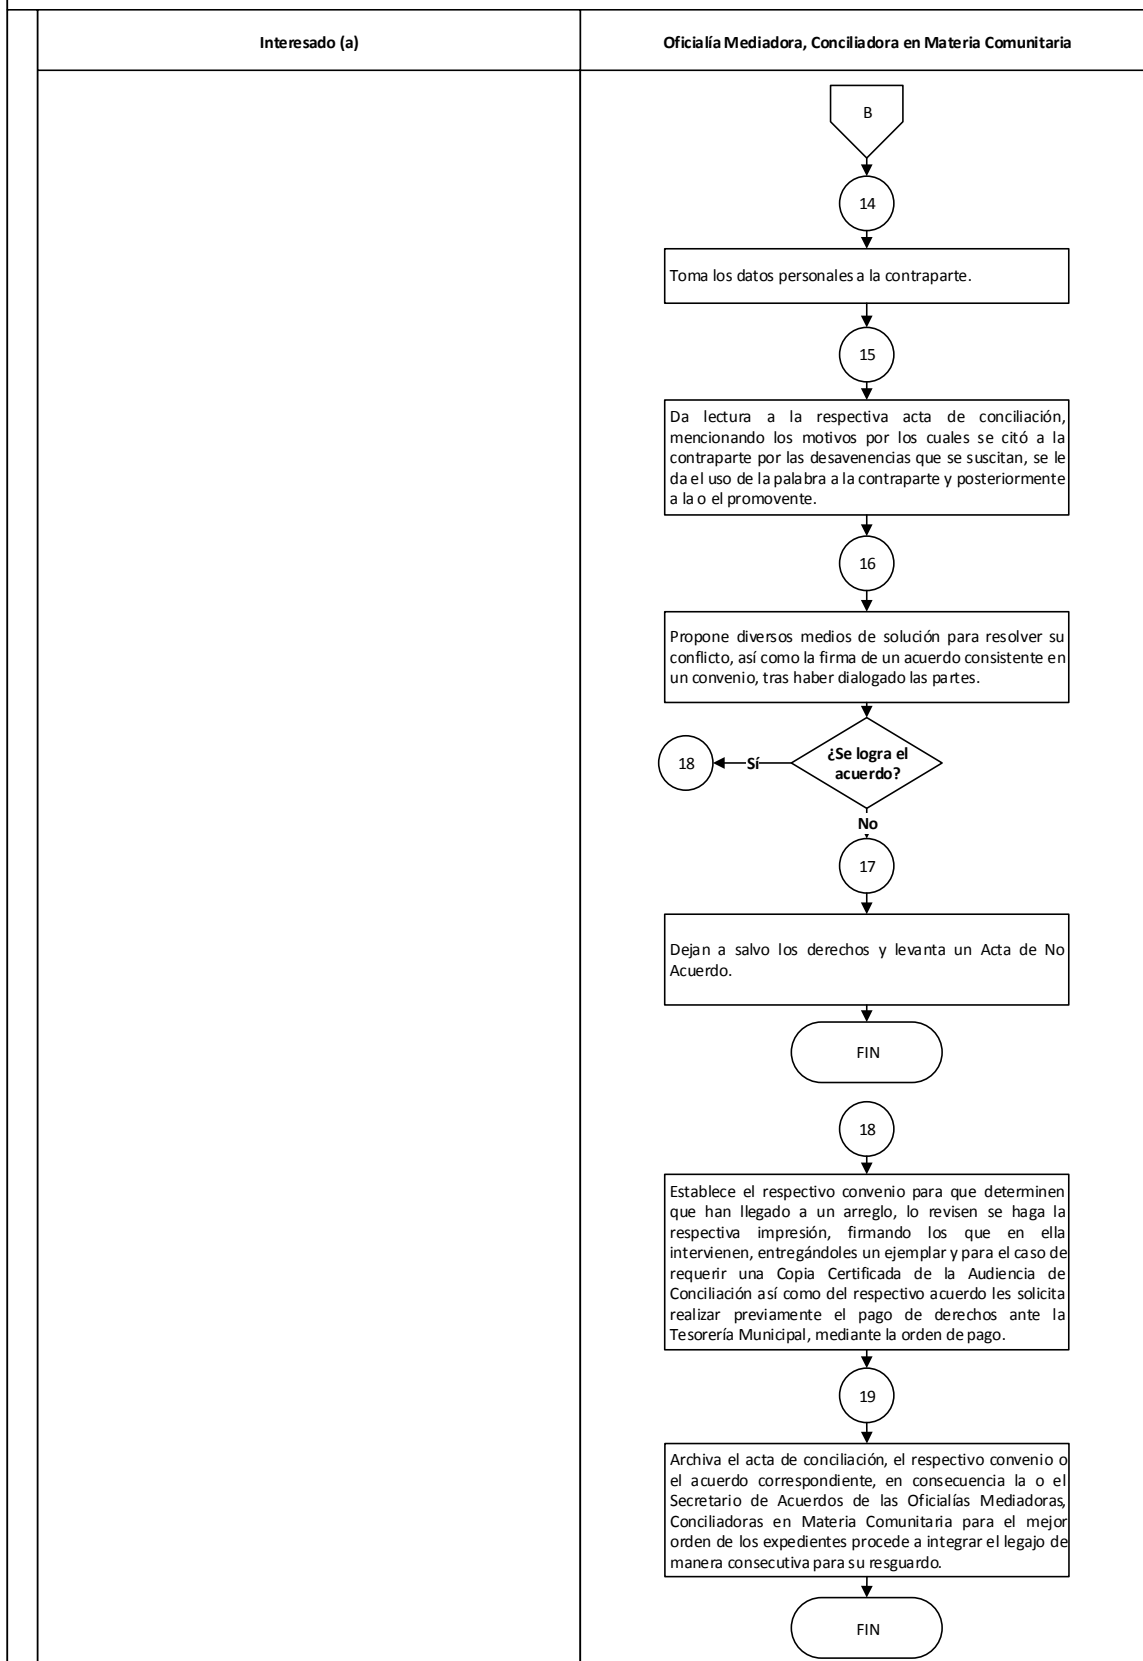 Interesado (a)
Oficialía Mediadora, Conciliadora en Materia Comunitaria
B
14
Toma los datos personales a la contraparte.
15
Da lectura a la respectiva acta de conciliación,
mencionando los motivos por los cuales se citó a la
contraparte por las desavenencias que se suscitan, se le
da el uso de la palabra a la contraparte y posteriormente
a la o el promovente.
16
Propone diversos medios de solución para resolver su
conflicto, así como la firma de un acuerdo consistente en
un convenio, tras haber dialogado las partes.
¿Se logra el
acuerdo?
Sí
18
No
17
Dejan a salvo los derechos y levanta un Acta de No
Acuerdo.
FIN
18
Establece el respectivo convenio para que determinen
que han llegado a un arreglo, lo revisen se haga la
respectiva impresión, firmando los que en ella
intervienen, entregándoles un ejemplar y para el caso de
requerir una Copia Certificada de la Audiencia de
Conciliación así como del respectivo acuerdo les solicita
realizar previamente el pago de derechos ante la
Tesorería Municipal, mediante la orden de pago.
19
Archiva el acta de conciliación, el respectivo convenio o
el acuerdo correspondiente, en consecuencia la o el
Secretario de Acuerdos de las Oficialías Mediadoras,
Conciliadoras en Materia Comunitaria para el mejor
orden de los expedientes procede a integrar el legajo de
manera consecutiva para su resguardo.
FIN